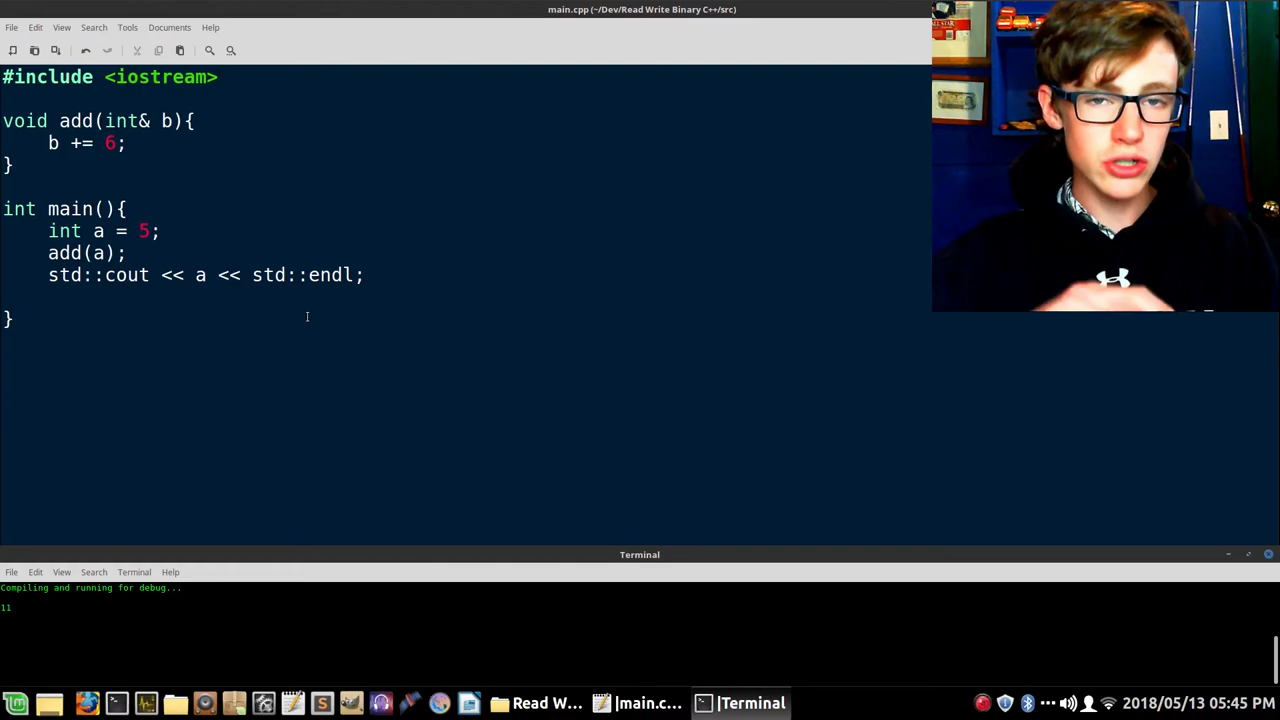 main.cpp (~/Dev/Read Write Binary C++/src)
File Edit View Search Tools Documents Help
#include <iostream>
void add(int& b){
b += 6;
}
int main(){
int a = 5;
add(a);
std::cout << a << std::endl;
}
Terminal
File Edit View Search Terminal Help
Compiling and running for debug...
11
Read W... |main.c... |Terminal 2018/05/13 05:45 PM